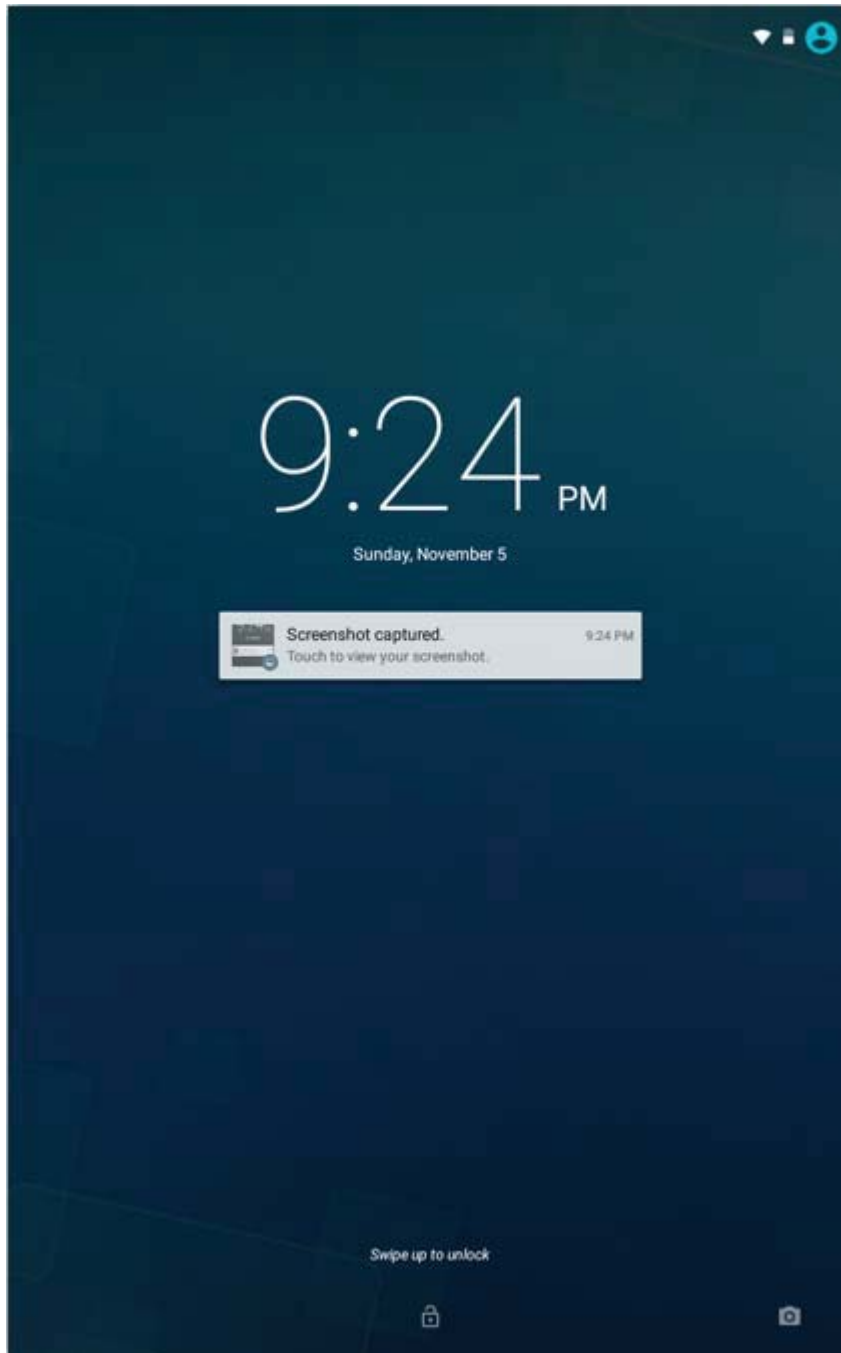 9:24 PM
Sunday, November 5
Screenshot captured. 9:24 PM
Touch to view your screenshot.
Swipe up to unlock